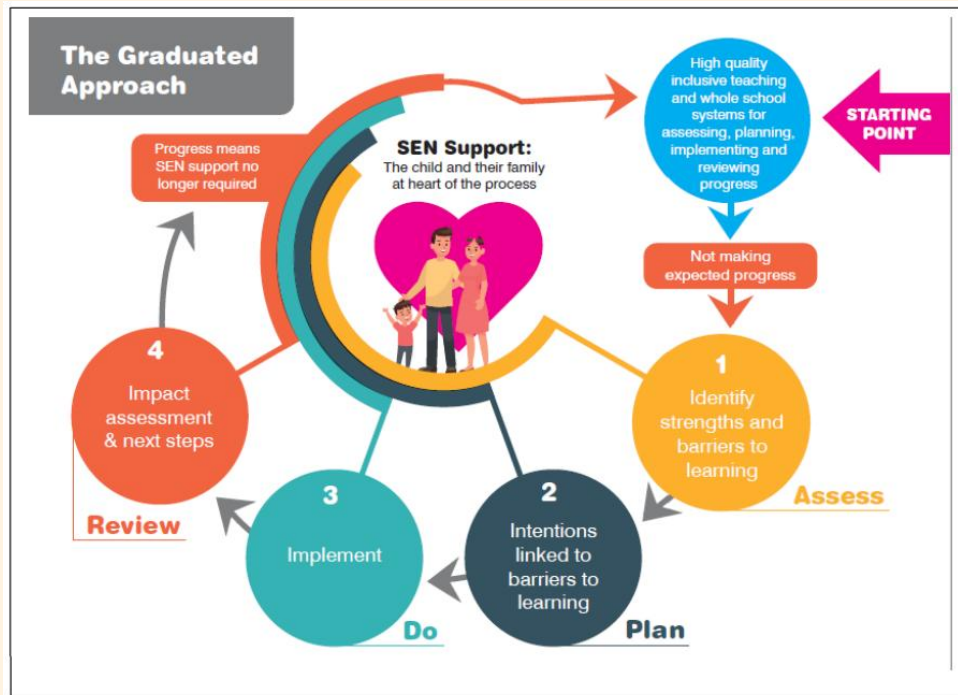 The Graduated
Approach
High quality
inclusive teaching
and whole school
systems for
assessing, planning,
implementing and
reviewing
progress
STARTING
POINT
Progress means
SEN support no
longer required
SEN Support:
The child and their family
at heart of the process
Not making
expected progress
1
Identify
strengths and
barriers to
learning
Assess
2
Intentions
linked to
barriers to
learning
Plan
3
Implement
Do
4
Impact
assessment
& next steps
Review